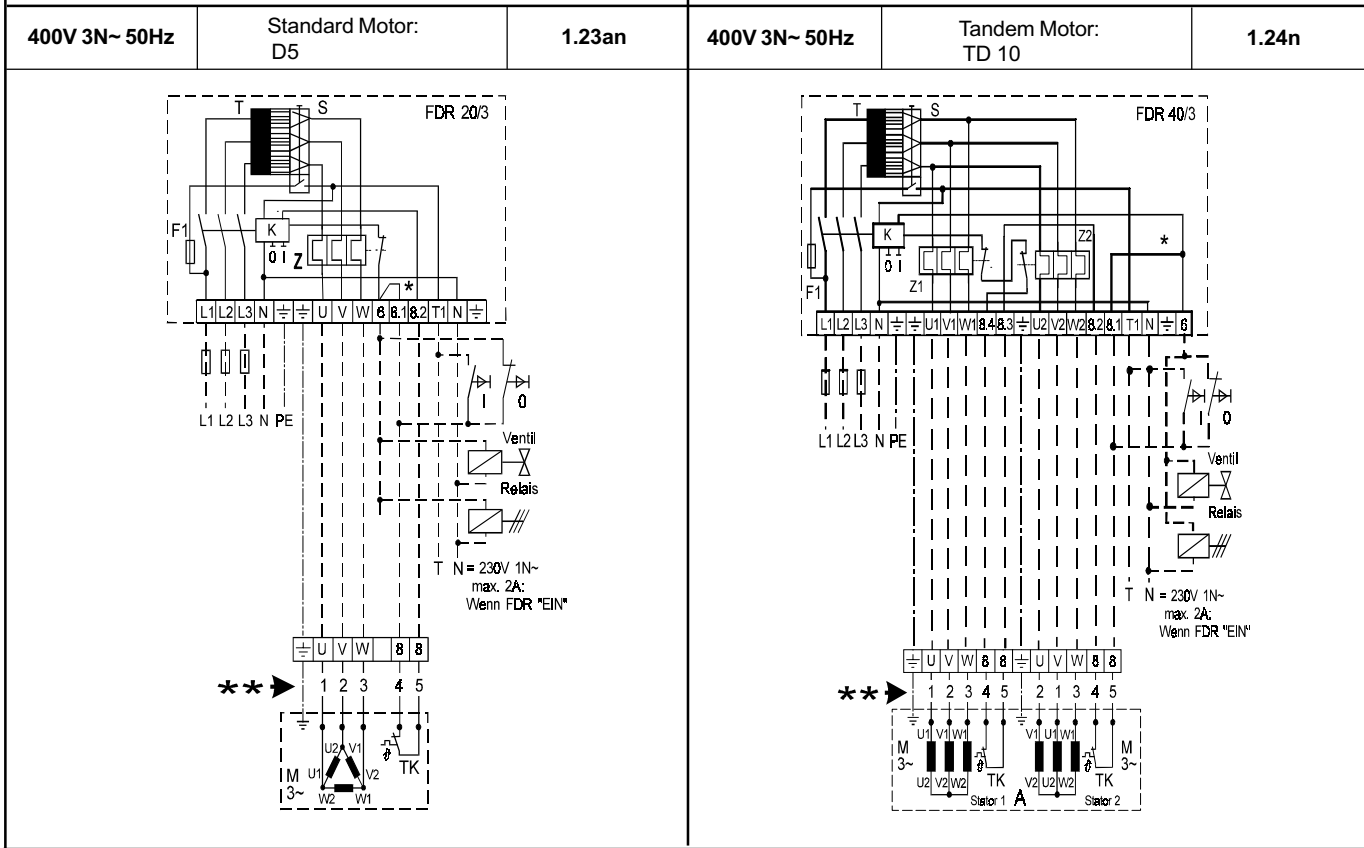 400V 3N~ 50Hz
Standard Motor:
D5
1.23an
400V 3N~ 50Hz
Tandem Motor:
TD 10
1.24n
T S FDR 20/3
F1 K
0 I Z
*
L1 L2 L3 N U V W 6 8.1 8.2 T1 N
L1 L2 L3 N PE
I 0
Ventil
Relais
T N = 230V 1N~
max. 2A:
Wenn FDR "EIN"
U V W 8 8
** 1 2 3 4 5
M
3~
U1 U2 V1 V2
W2 W1
TK
T S FDR 40/3
K Z2 *
0 I
F1 Z1
L1 L2 L3 N U1 V1 W1 8.4 8.3 U2 V2 W2 8.2 8.1 T1 N 6
L1 L2 L3 N PE
I 0
Ventil
Relais
T N = 230V 1N~
max. 2A:
Wenn FDR "EIN"
U V W 8 8 U V W 8 8
** 1 2 3 4 5 2 1 3 4 5
M
3~
U1 V1 W1 V1 U1 W1
M
3~
U2 V2 W2 TK V2 U2 W2 TK
Stator 1 A Stator 2